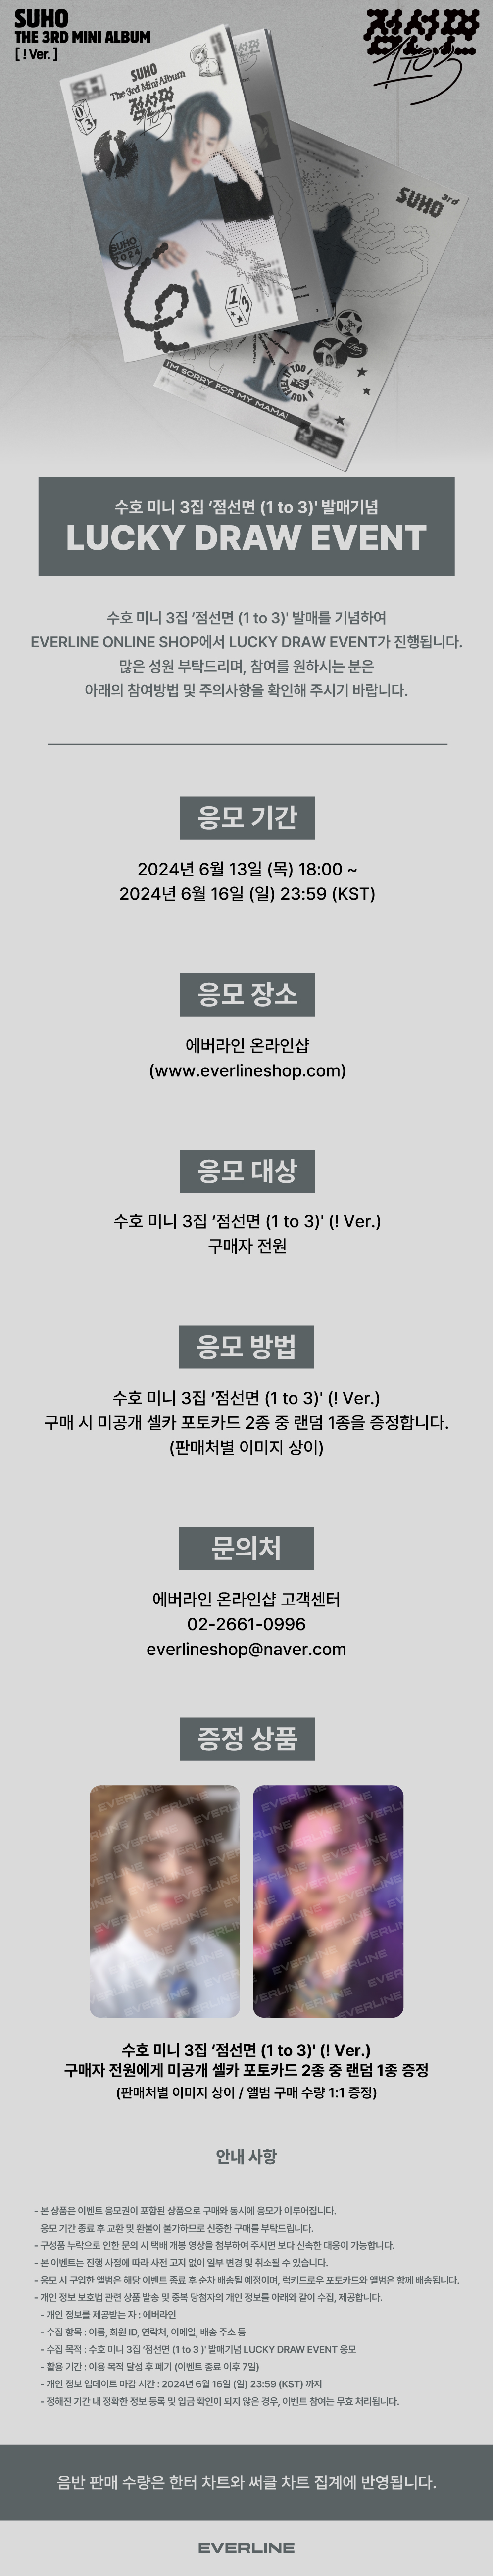 SUHO
THE 3RD MINI ALBUM
[ ! Ver. ]
점선면
1 to 3
SUHO
The 3rd Mini Album
점선면
SUHO
2024
SUHO
3rd
I'M SORRY FOR MY MAMA!
수호 미니 3집 ‘점선면 (1 to 3)' 발매기념
LUCKY DRAW EVENT
수호 미니 3집 ‘점선면 (1 to 3)' 발매를 기념하여
EVERLINE ONLINE SHOP에서 LUCKY DRAW EVENT가 진행됩니다.
많은 성원 부탁드리며, 참여를 원하시는 분은
아래의 참여방법 및 주의사항을 확인해 주시기 바랍니다.
응모 기간
2024년 6월 13일 (목) 18:00 ~
2024년 6월 16일 (일) 23:59 (KST)
응모 장소
에버라인 온라인샵
(www.everlineshop.com)
응모 대상
수호 미니 3집 ‘점선면 (1 to 3)' (! Ver.)
구매자 전원
응모 방법
수호 미니 3집 ‘점선면 (1 to 3)' (! Ver.)
구매 시 미공개 셀카 포토카드 2종 중 랜덤 1종을 증정합니다.
(판매처별 이미지 상이)
문의처
에버라인 온라인샵 고객센터
02-2661-0996
everlineshop@naver.com
증정 상품
EVERLINE
EVERLINE
수호 미니 3집 ‘점선면 (1 to 3)' (! Ver.)
구매자 전원에게 미공개 셀카 포토카드 2종 중 랜덤 1종 증정
(판매처별 이미지 상이 / 앨범 구매 수량 1:1 증정)
안내 사항
- 본 상품은 이벤트 응모권이 포함된 상품으로 구매와 동시에 응모가 이루어집니다.
응모 기간 종료 후 교환 및 환불이 불가하므로 신중한 구매를 부탁드립니다.
- 구성품 누락으로 인한 문의 시 택배 개봉 영상을 첨부하여 주시면 보다 신속한 대응이 가능합니다.
- 본 이벤트는 진행 사정에 따라 사전 고지 없이 일부 변경 및 취소될 수 있습니다.
- 응모 시 구입한 앨범은 해당 이벤트 종료 후 순차 배송될 예정이며, 럭키드로우 포토카드와 앨범은 함께 배송됩니다.
- 개인 정보 보호법 관련 상품 발송 및 중복 당첨자의 개인 정보를 아래와 같이 수집, 제공합니다.
- 개인 정보를 제공받는 자 : 에버라인
- 수집 항목 : 이름, 회원 ID, 연락처, 이메일, 배송 주소 등
- 수집 목적 : 수호 미니 3집 '점선면 (1 to 3 )' 발매기념 LUCKY DRAW EVENT 응모
- 활용 기간 : 이용 목적 달성 후 폐기 (이벤트 종료 이후 7일)
- 개인 정보 업데이트 마감 시간 : 2024년 6월 16일 (일) 23:59 (KST) 까지
- 정해진 기간 내 정확한 정보 등록 및 입금 확인이 되지 않은 경우, 이벤트 참여는 무효 처리됩니다.
음반 판매 수량은 한터 차트와 써클 차트 집계에 반영됩니다.
EVERLINE